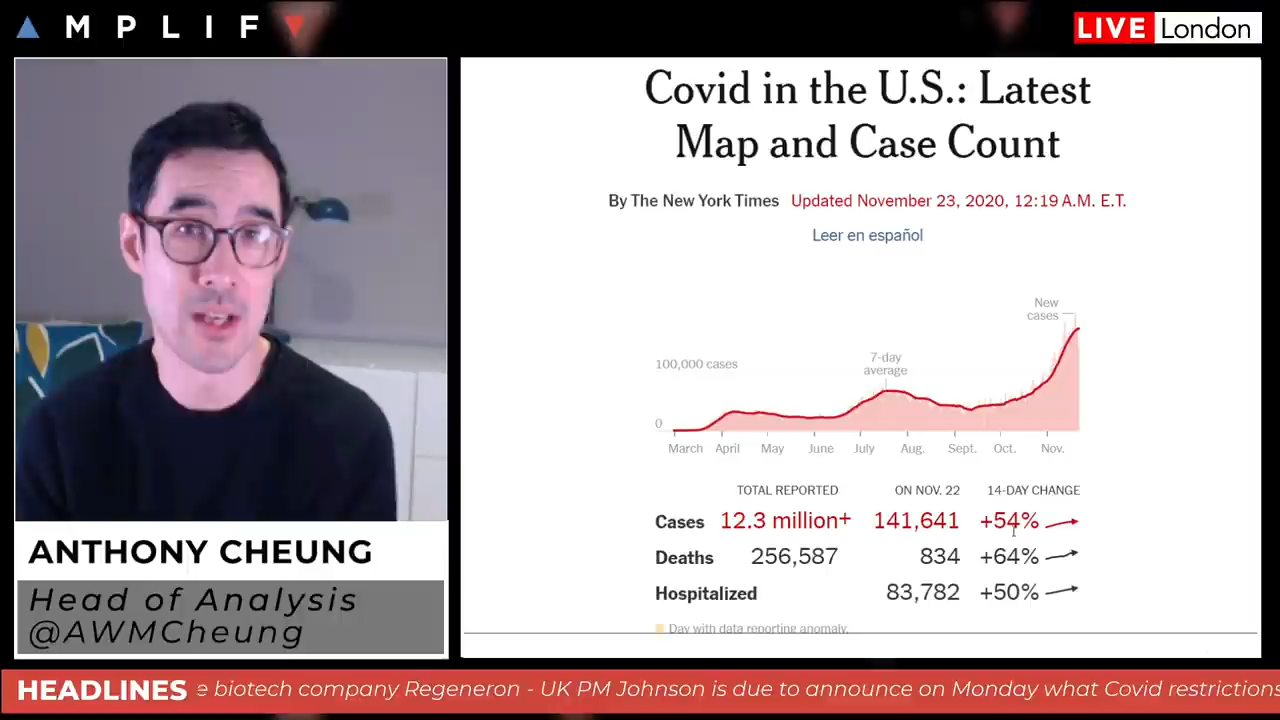 AMPLIFY
LIVE London
Covid in the U.S.: Latest
Map and Case Count
By The New York Times Updated November 23, 2020, 12:19 A.M. E.T.
Leer en español
New
cases
7-day
average
100,000 cases
0
March April May June July Aug. Sept. Oct. Nov.
TOTAL REPORTED ON NOV. 22 14-DAY CHANGE
Cases 12.3 million+ 141,641 +54%
Deaths 256,587 834 +64%
Hospitalized 83,782 +50%
Day with data reporting anomaly.
ANTHONY CHEUNG
Head of Analysis
@AWMCheung
HEADLINES e biotech company Regeneron - UK PM Johnson is due to announce on Monday what Covid restrictions